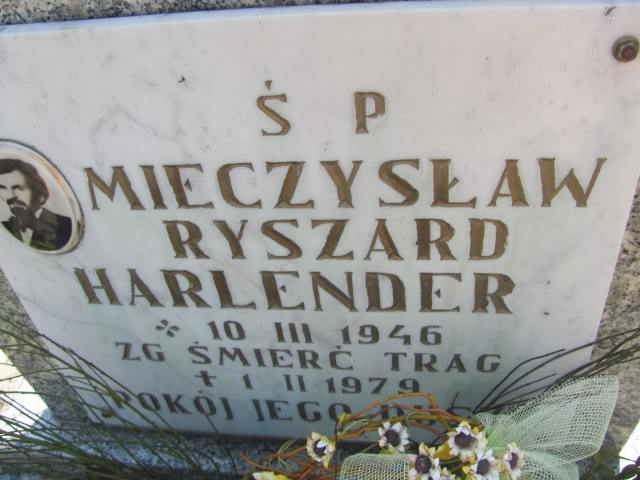 Ś P
MIECZYSŁAW
RYSZARD
HARLENDER
* 10 III 1946
ZG ŚMIERĆ TRAG
+ 1 II 1979
POKÓJ JEGO